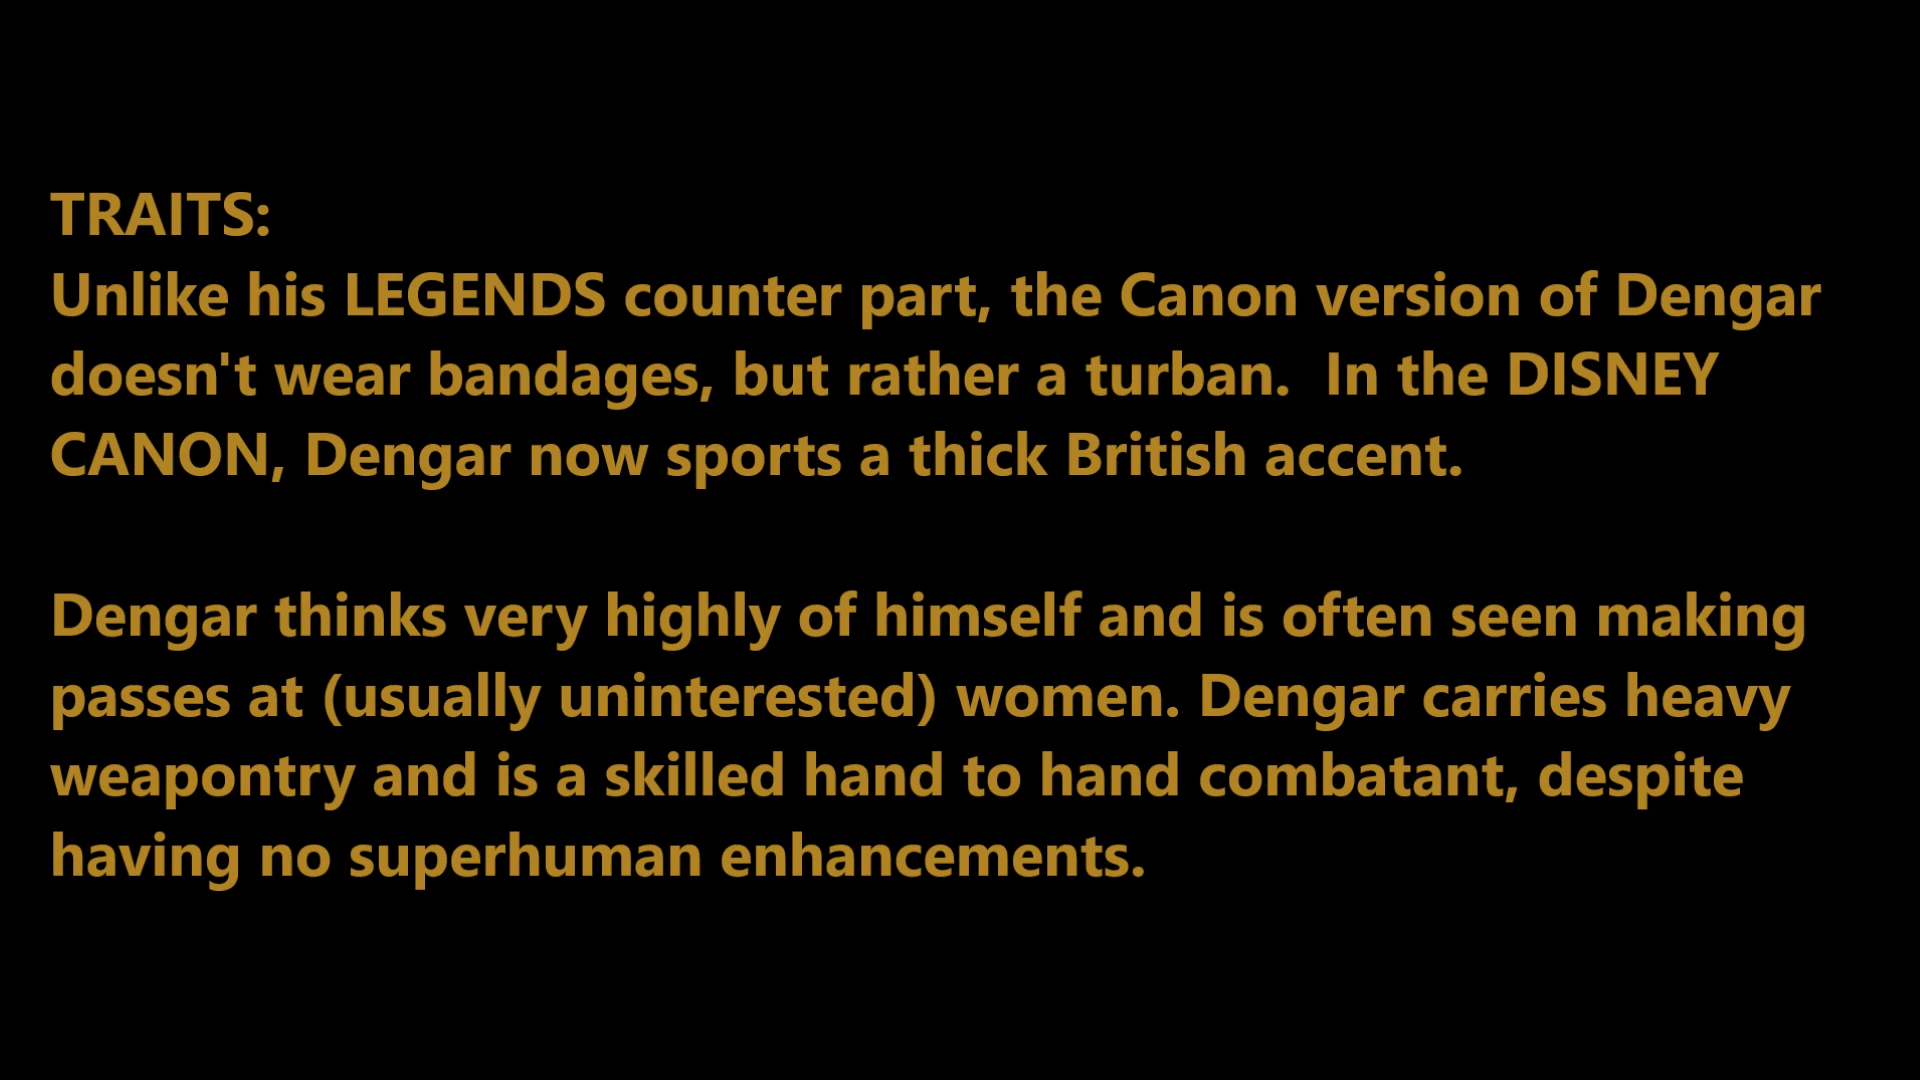 TRAITS:
Unlike his LEGENDS counter part, the Canon version of Dengar
doesn't wear bandages, but rather a turban.  In the DISNEY
CANON, Dengar now sports a thick British accent.
Dengar thinks very highly of himself and is often seen making
passes at (usually uninterested) women. Dengar carries heavy
weapontry and is a skilled hand to hand combatant, despite
having no superhuman enhancements.